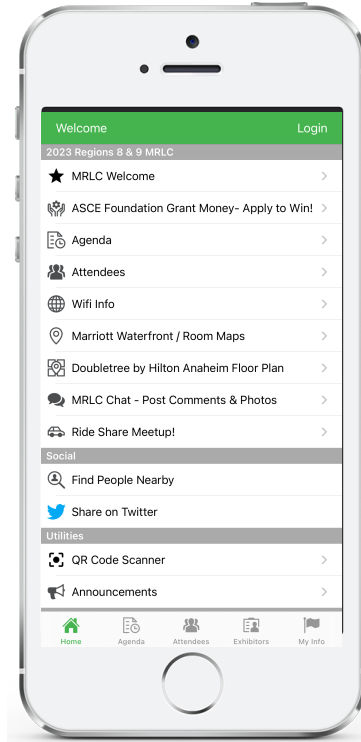 Welcome Login
2023 Regions 8 & 9 MRLC
MRLC Welcome
ASCE Foundation Grant Money- Apply to Win!
Agenda
Attendees
Wifi Info
Marriott Waterfront / Room Maps
Doubletree by Hilton Anaheim Floor Plan
MRLC Chat - Post Comments & Photos
Ride Share Meetup!
Social
Find People Nearby
Share on Twitter
Utilities
QR Code Scanner
Announcements
Home Agenda Attendees Exhibitors My Info